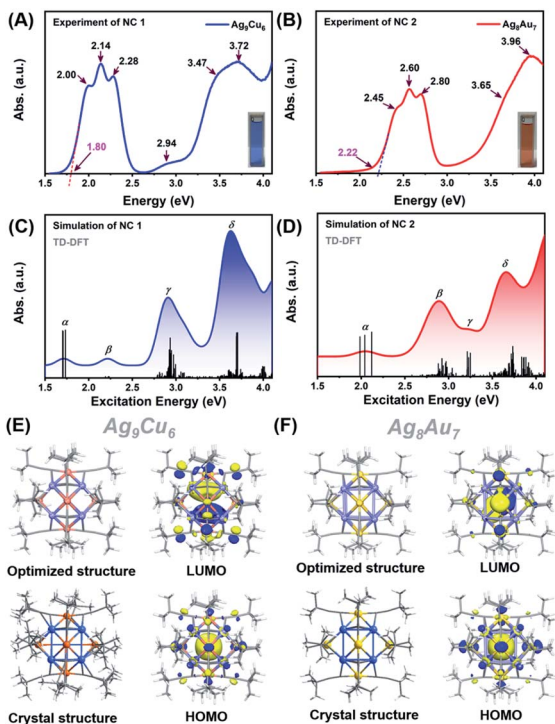 (A)
Experiment of NC 1
Ag9Cu6
Abs. (a.u.)
2.00
2.14
2.28
1.80
2.94
3.47
3.72
1.5 2.0 2.5 3.0 3.5 4.0
Energy (eV)
(B)
Experiment of NC 2
Ag8Au7
Abs. (a.u.)
2.22
2.45
2.60
2.80
3.65
3.96
1.5 2.0 2.5 3.0 3.5 4.0
Energy (eV)
(C)
Simulation of NC 1
TD-DFT
Abs. (a.u.)
α
β
γ
δ
1.5 2.0 2.5 3.0 3.5 4.0
Excitation Energy (eV)
(D)
Simulation of NC 2
TD-DFT
Abs. (a.u.)
α
β
γ
δ
1.5 2.0 2.5 3.0 3.5 4.0
Excitation Energy (eV)
(E)
Ag9Cu6
Optimized structure
LUMO
Crystal structure
HOMO
(F)
Ag8Au7
Optimized structure
LUMO
Crystal structure
HOMO